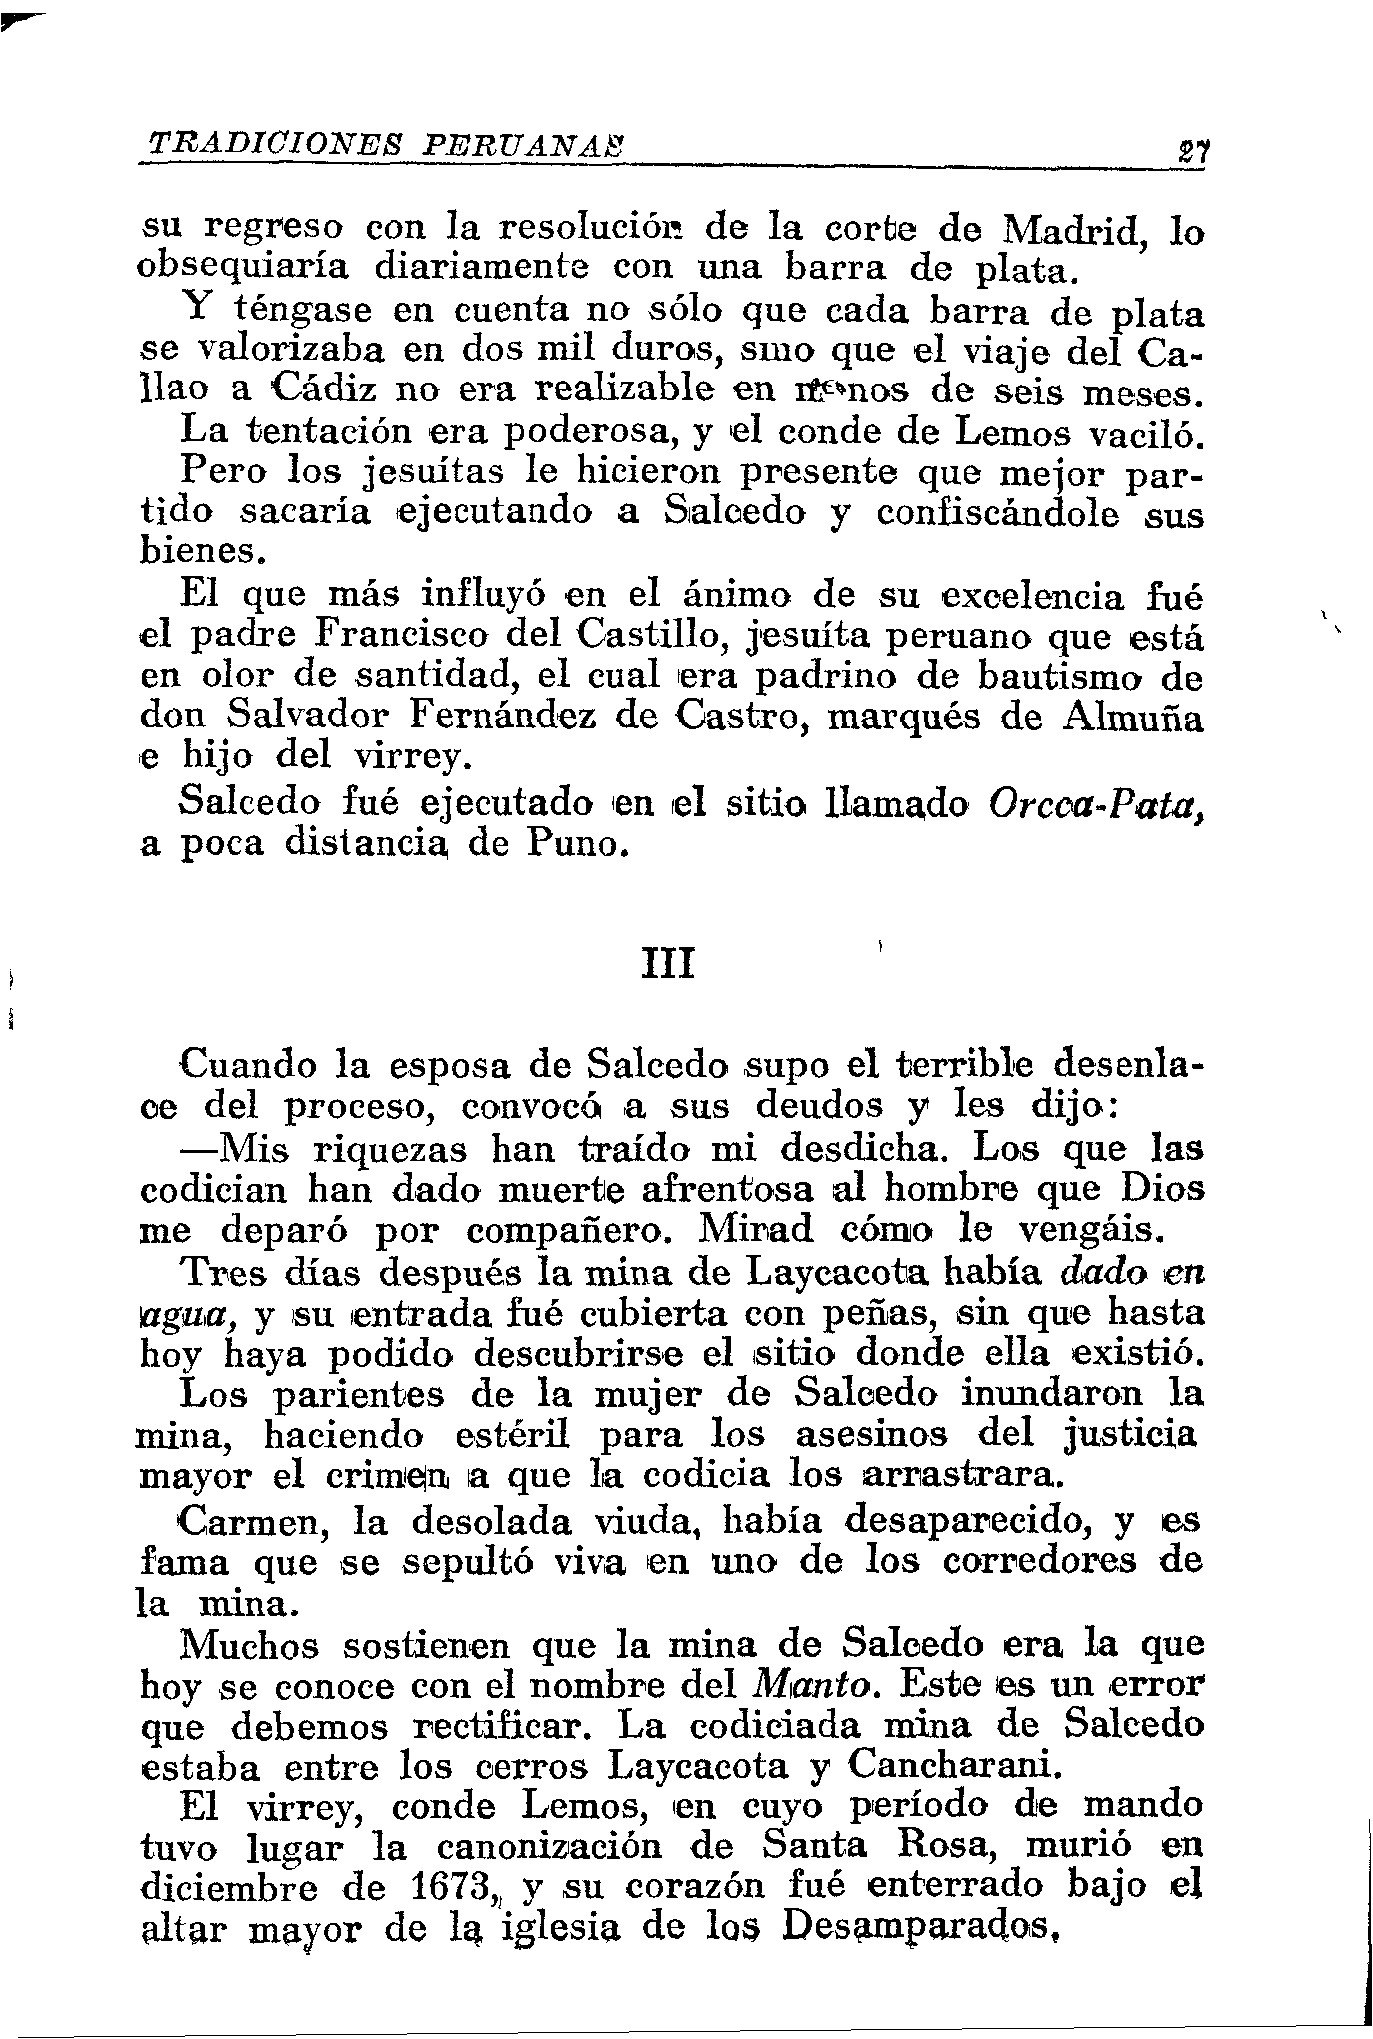 TRADICIONES PERUANAS 27
su regreso con la resolución de la corte de Madrid, lo
obsequiaría diariamente con una barra de plata.
Y téngase en cuenta no sólo que cada barra de plata
se valorizaba en dos mil duros, sino que el viaje del Ca-
llao a Cádiz no era realizable en menos de seis meses.
La tentación era poderosa, y el conde de Lemos vaciló.
Pero los jesuítas le hicieron presente que mejor par-
tido sacaría ejecutando a Salcedo y confiscándole sus
bienes.
El que más influyó en el ánimo de su excelencia fué
el padre Francisco del Castillo, jesuíta peruano que está
en olor de santidad, el cual era padrino de bautismo de
don Salvador Fernández de Castro, marqués de Almuña
e hijo del virrey.
Salcedo fué ejecutado en el sitio llamado Orcca-Pata,
a poca distancia de Puno.
III
Cuando la esposa de Salcedo supo el terrible desenla-
ce del proceso, convocó a sus deudos y les dijo:
—Mis riquezas han traído mi desdicha. Los que las
codician han dado muerte afrentosa al hombre que Dios
me deparó por compañero. Mirad cómo le vengáis.
Tres días después la mina de Laycacota había dado en
agua, y su entrada fué cubierta con peñas, sin que hasta
hoy haya podido descubrirse el sitio donde ella existió.
Los parientes de la mujer de Salcedo inundaron la
mina, haciendo estéril para los asesinos del justicia
mayor el crimen a que la codicia los arrastrara.
Carmen, la desolada viuda, había desaparecido, y es
fama que se sepultó viva en uno de los corredores de
la mina.
Muchos sostienen que la mina de Salcedo era la que
hoy se conoce con el nombre del Manto. Este es un error
que debemos rectificar. La codiciada mina de Salcedo
estaba entre los cerros Laycacota y Cancharani.
El virrey, conde Lemos, en cuyo período de mando
tuvo lugar la canonización de Santa Rosa, murió en
diciembre de 1673, y su corazón fué enterrado bajo el
altar mayor de la iglesia de los Desamparados.